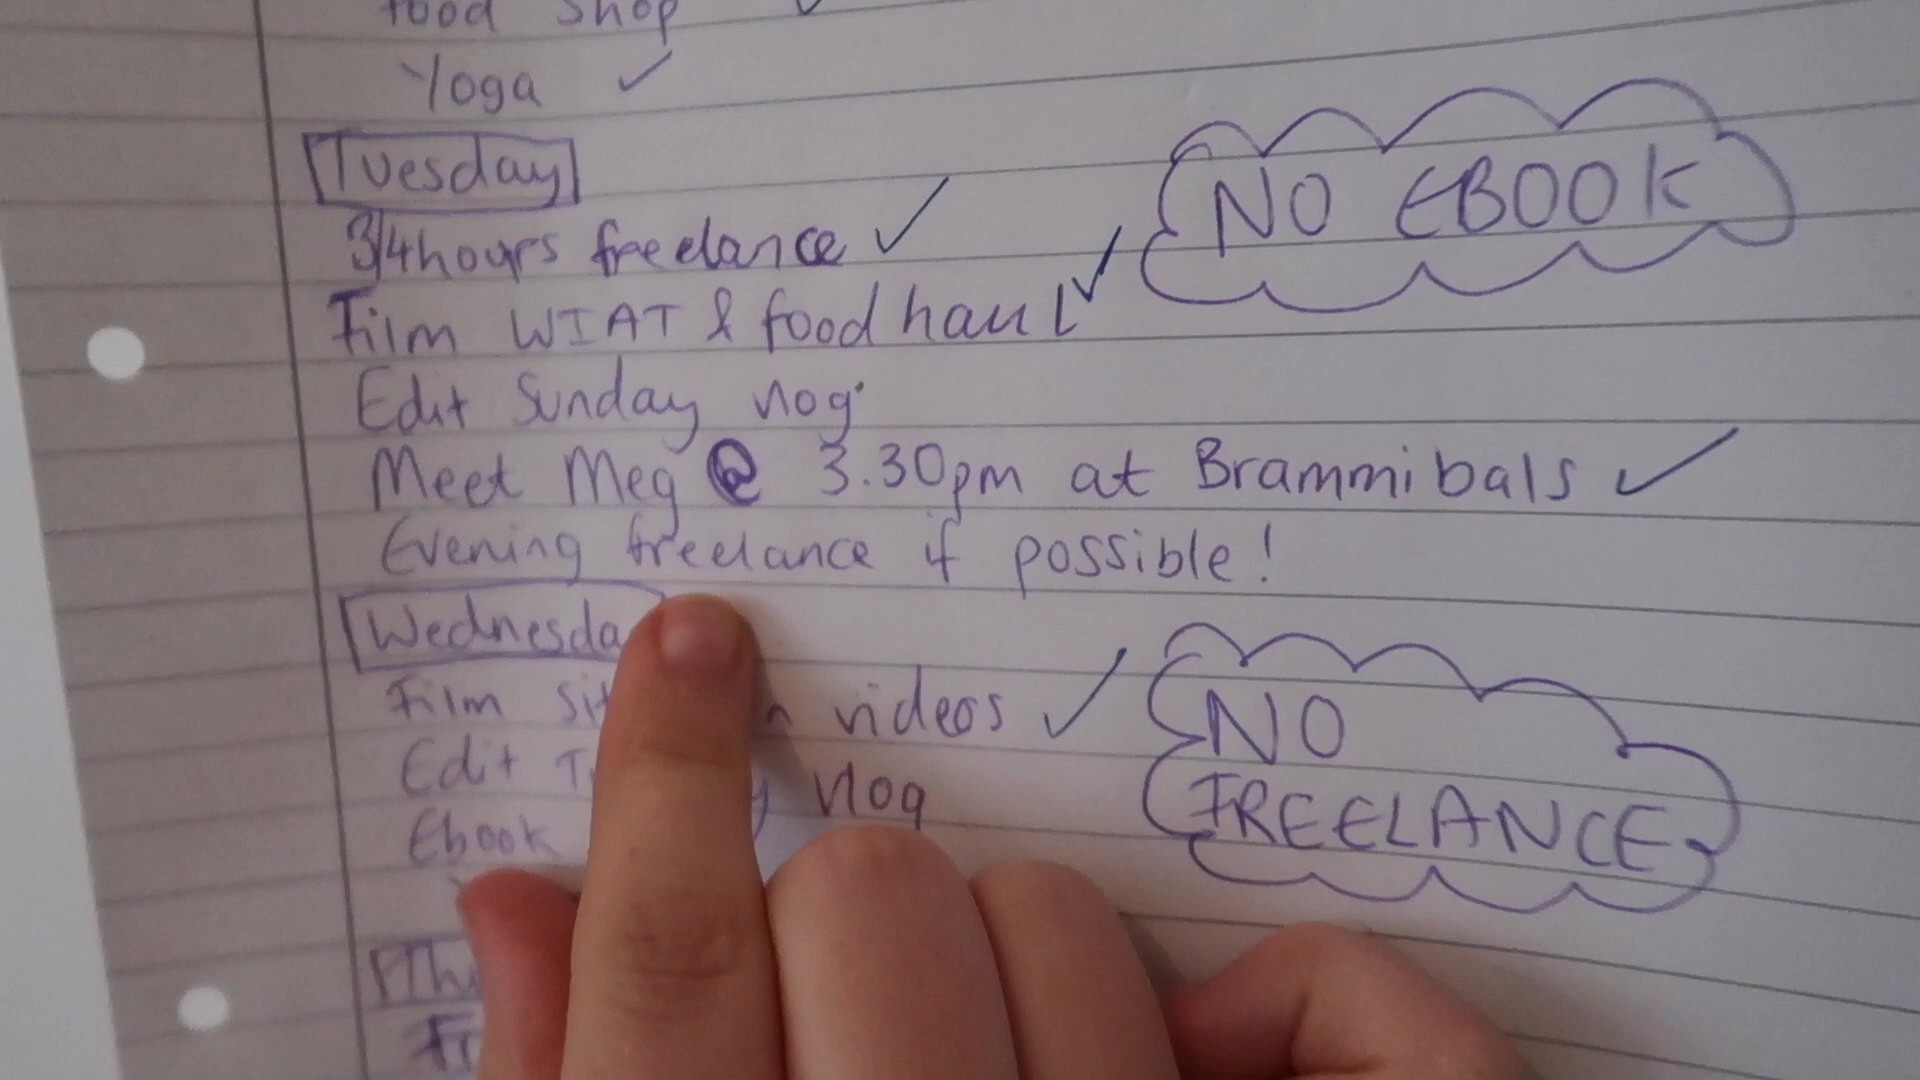 food shop ✓
Yoga ✓
Tuesday
3/4 hours freelance ✓
Film WIAT & food haul ✓
Edit Sunday vlog
Meet Meg @ 3.30pm at Brammibals ✓
Evening freelance if possible!
NO EBOOK
Film videos ✓
Edit vlog
Ebook
NO
FREELANCE